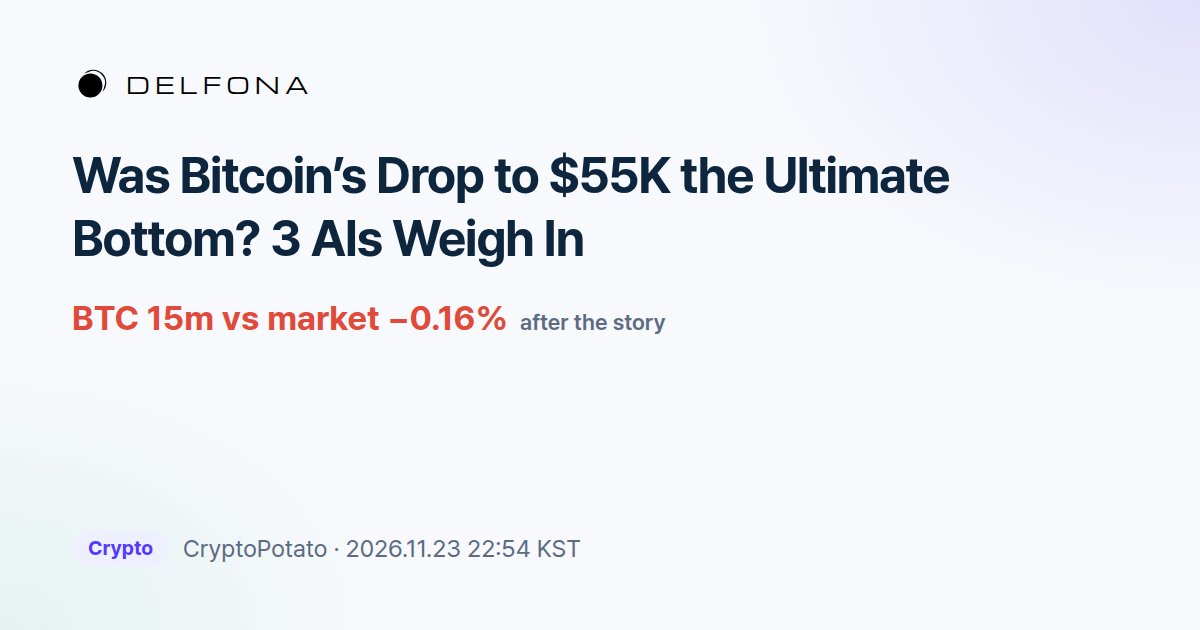 DELFONA
Was Bitcoin’s Drop to $55K the Ultimate
Bottom? 3 AIs Weigh In
BTC 15m vs market −0.16% after the story
Crypto CryptoPotato · 2026.11.23 22:54 KST